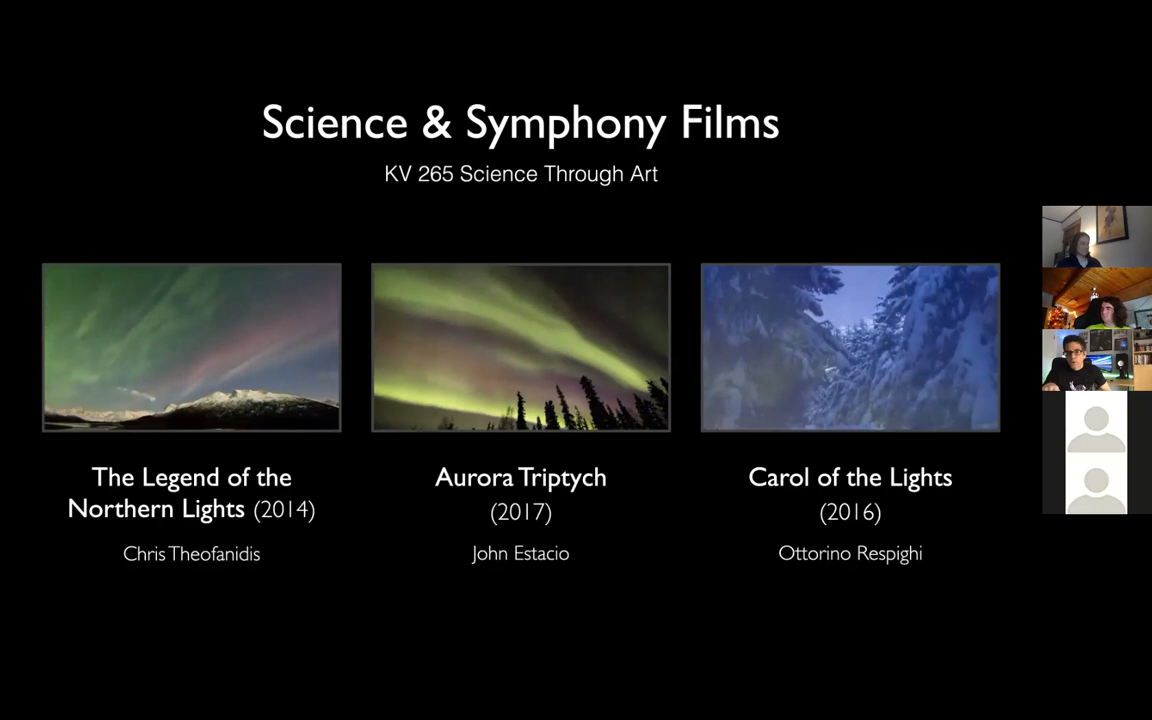 Science & Symphony Films
KV 265 Science Through Art
The Legend of the
Northern Lights (2014)
Chris Theofanidis
Aurora Triptych
(2017)
John Estacio
Carol of the Lights
(2016)
Ottorino Respighi